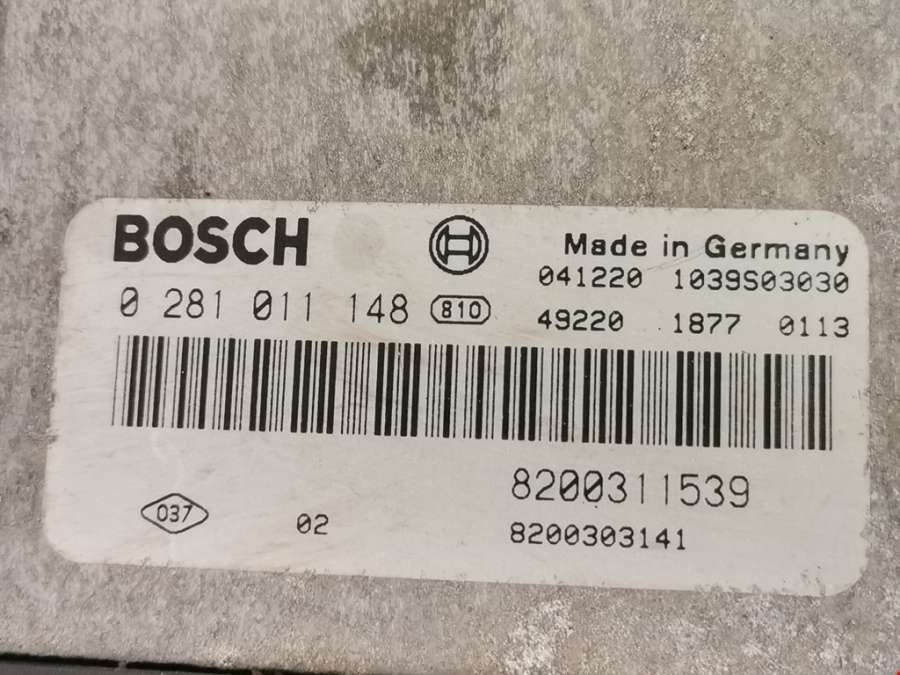 BOSCH
Made in Germany
041220 1039S03030
0 281 011 148 810
49220 1877 0113
8200311539
037 02
8200303141